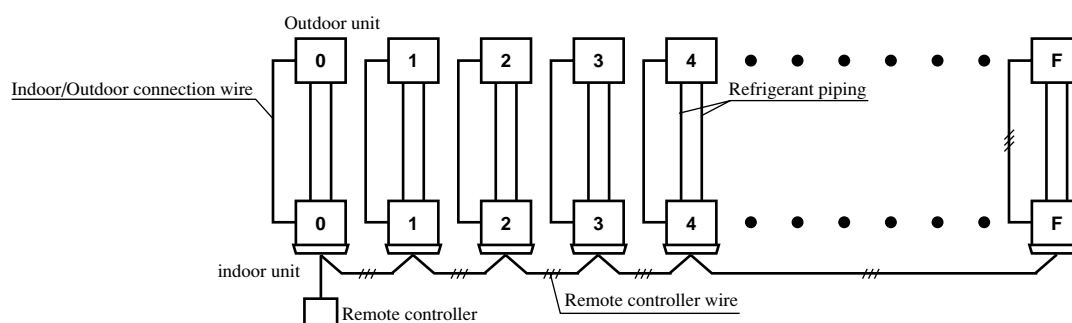 Outdoor unit
0 1 2 3 4 F
Indoor/Outdoor connection wire
Refrigerant piping
0 1 2 3 4 F
indoor unit
Remote controller wire
Remote controller